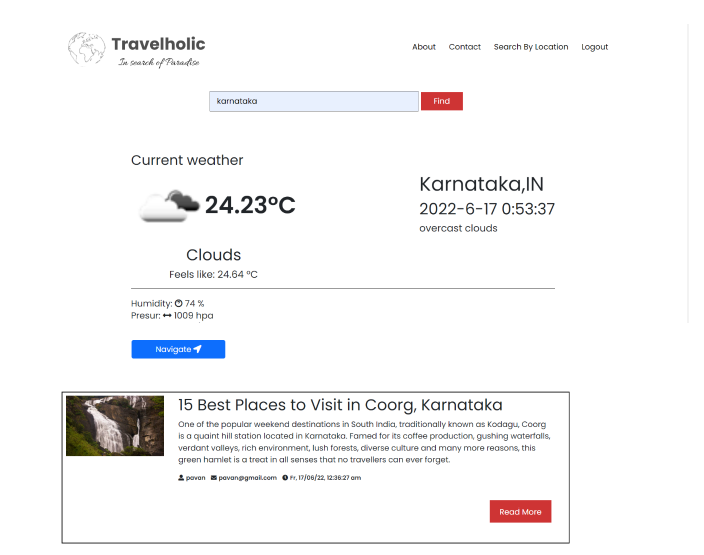 Travelholic
In search of Paradise
About Contact Search By Location Logout
karnataka Find
Current weather
24.23°C
Karnataka,IN
2022-6-17 0:53:37
overcast clouds
Clouds
Feels like: 24.64 °C
Humidity: 74 %
Presur: 1009 hpa
Navigate
15 Best Places to Visit in Coorg, Karnataka
One of the popular weekend destinations in South India, traditionally known as Kodagu, Coorg
is a quaint hill station located in Karnataka. Famed for its coffee production, gushing waterfalls,
verdant valleys, rich environment, lush forests, diverse culture and many more reasons, this
green hamlet is a treat in all senses that no travellers can ever forget.
pavan pavan@gmail.com Fr, 17/06/22, 12:36:27 am
Read More